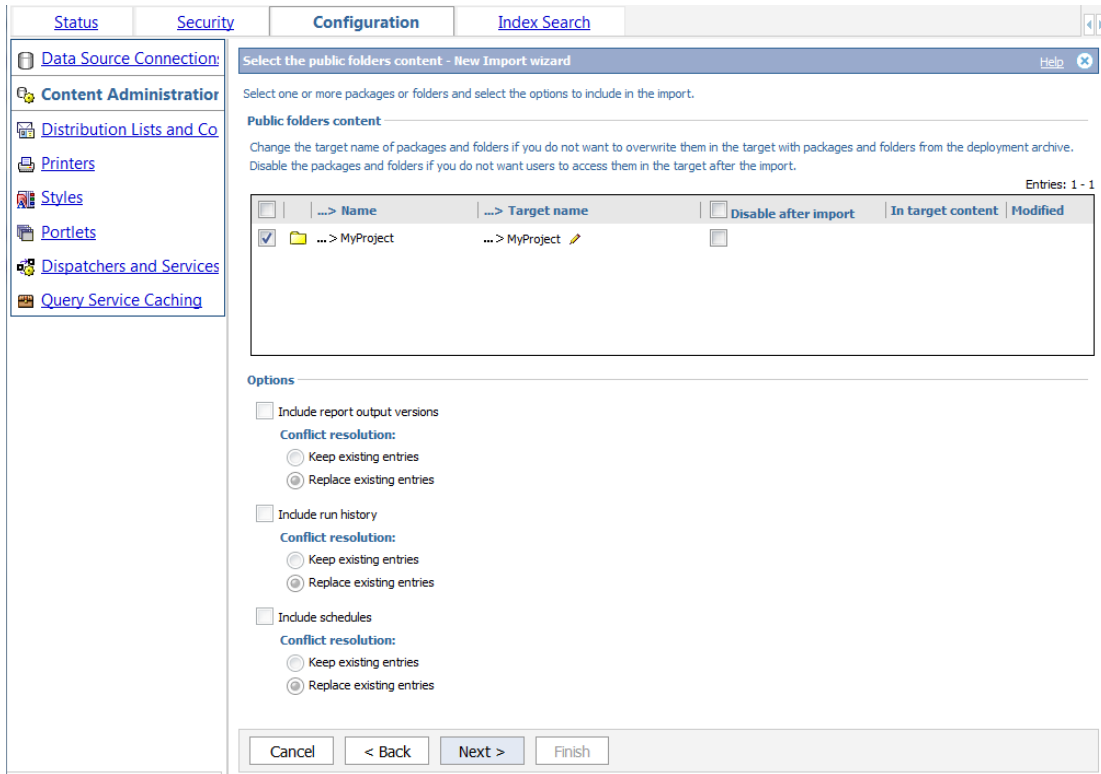 Status Security Configuration Index Search
Data Source Connection
Select the public folders content - New Import wizard Help
Content Administration
Select one or more packages or folders and select the options to include in the import.
Distribution Lists and Co
Public folders content
Change the target name of packages and folders if you do not want to overwrite them in the target with packages and folders from the deployment archive.
Printers
Disable the packages and folders if you do not want users to access them in the target after the import.
Entries: 1 - 1
Styles
...> Name ...> Target name Disable after import In target content Modified
Portlets
...> MyProject ...> MyProject
Dispatchers and Services
Query Service Caching
Options
Include report output versions
Conflict resolution:
Keep existing entries
Replace existing entries
Include run history
Conflict resolution:
Keep existing entries
Replace existing entries
Include schedules
Conflict resolution:
Keep existing entries
Replace existing entries
Cancel < Back Next > Finish